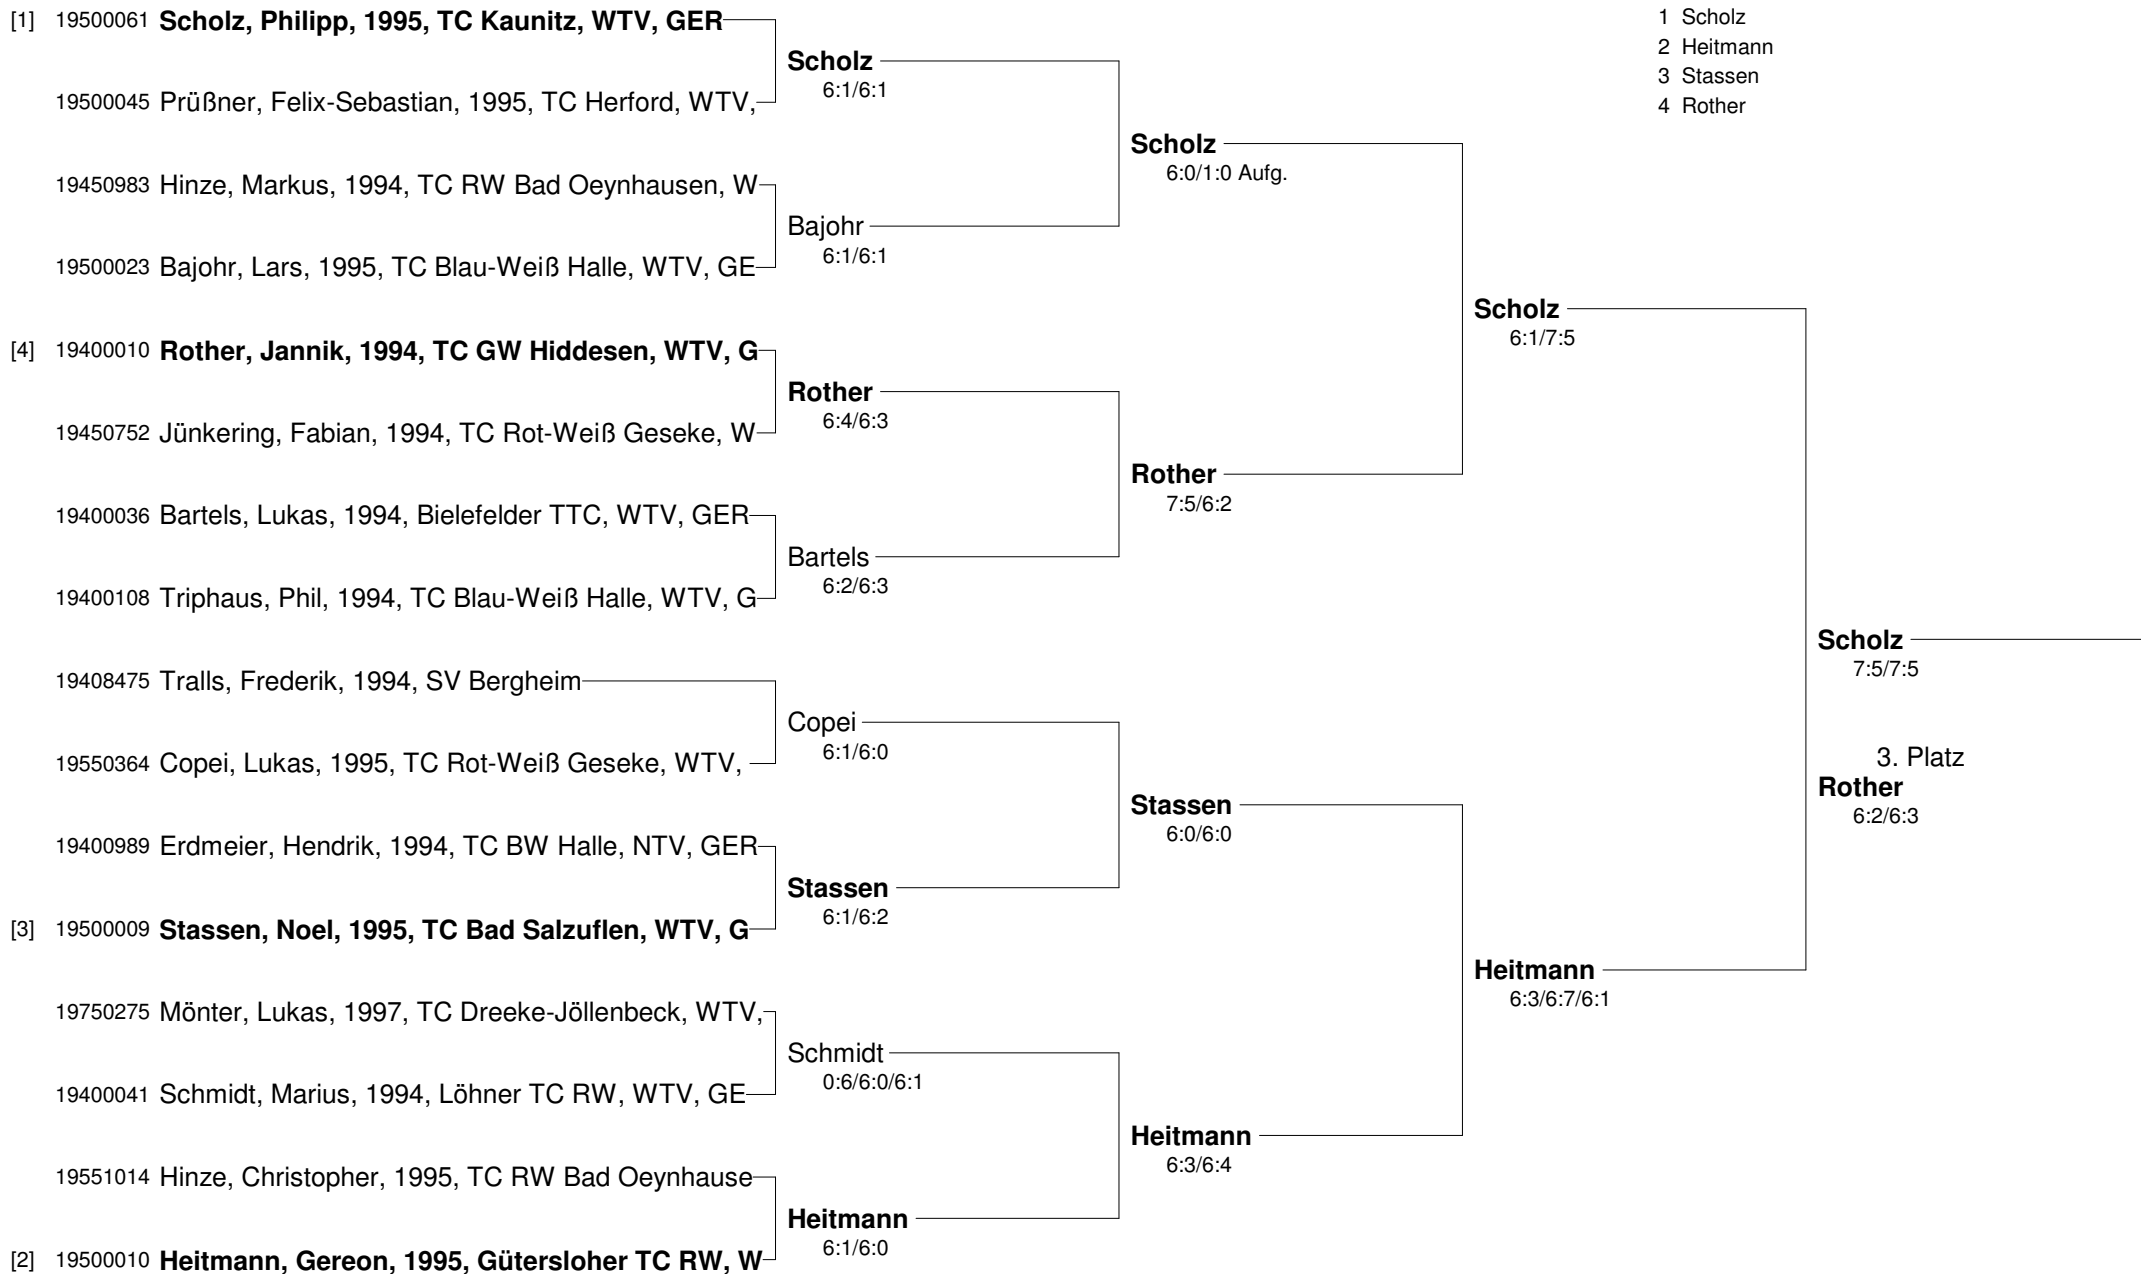 [1] 19500061 Scholz, Philipp, 1995, TC Kaunitz, WTV, GER
19500045 Prüßner, Felix-Sebastian, 1995, TC Herford, WTV,
19450983 Hinze, Markus, 1994, TC RW Bad Oeynhausen, W
19500023 Bajohr, Lars, 1995, TC Blau-Weiß Halle, WTV, GE
[4] 19400010 Rother, Jannik, 1994, TC GW Hiddesen, WTV, G
19450752 Jünkering, Fabian, 1994, TC Rot-Weiß Geseke, W
19400036 Bartels, Lukas, 1994, Bielefelder TTC, WTV, GER
19400108 Triphaus, Phil, 1994, TC Blau-Weiß Halle, WTV, G
19408475 Tralls, Frederik, 1994, SV Bergheim
19550364 Copei, Lukas, 1995, TC Rot-Weiß Geseke, WTV,
19400989 Erdmeier, Hendrik, 1994, TC BW Halle, NTV, GER
[3] 19500009 Stassen, Noel, 1995, TC Bad Salzuflen, WTV, G
19750275 Mönter, Lukas, 1997, TC Dreeke-Jöllenbeck, WTV,
19400041 Schmidt, Marius, 1994, Löhner TC RW, WTV, GE
19551014 Hinze, Christopher, 1995, TC RW Bad Oeynhause
[2] 19500010 Heitmann, Gereon, 1995, Gütersloher TC RW, W
Scholz
6:1/6:1
Bajohr
6:1/6:1
Rother
6:4/6:3
Bartels
6:2/6:3
Copei
6:1/6:0
Stassen
6:1/6:2
Schmidt
0:6/6:0/6:1
Heitmann
6:1/6:0
Scholz
6:0/1:0 Aufg.
Rother
7:5/6:2
Stassen
6:0/6:0
Heitmann
6:3/6:4
Scholz
6:1/7:5
Heitmann
6:3/6:7/6:1
Scholz
7:5/7:5
3. Platz
Rother
6:2/6:3
1 Scholz
2 Heitmann
3 Stassen
4 Rother